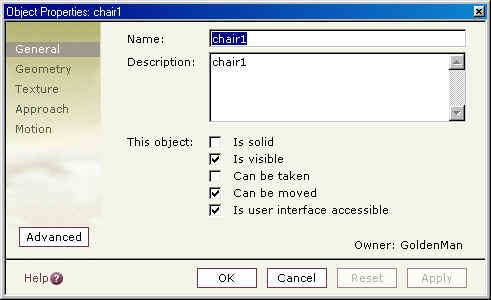 Object Properties: chair1
General
Geometry
Texture
Approach
Motion
Advanced
Name: chair1
Description: chair1
This object: Is solid
Is visible
Can be taken
Can be moved
Is user interface accessible
Owner: GoldenMan
Help?
OK Cancel Reset Apply